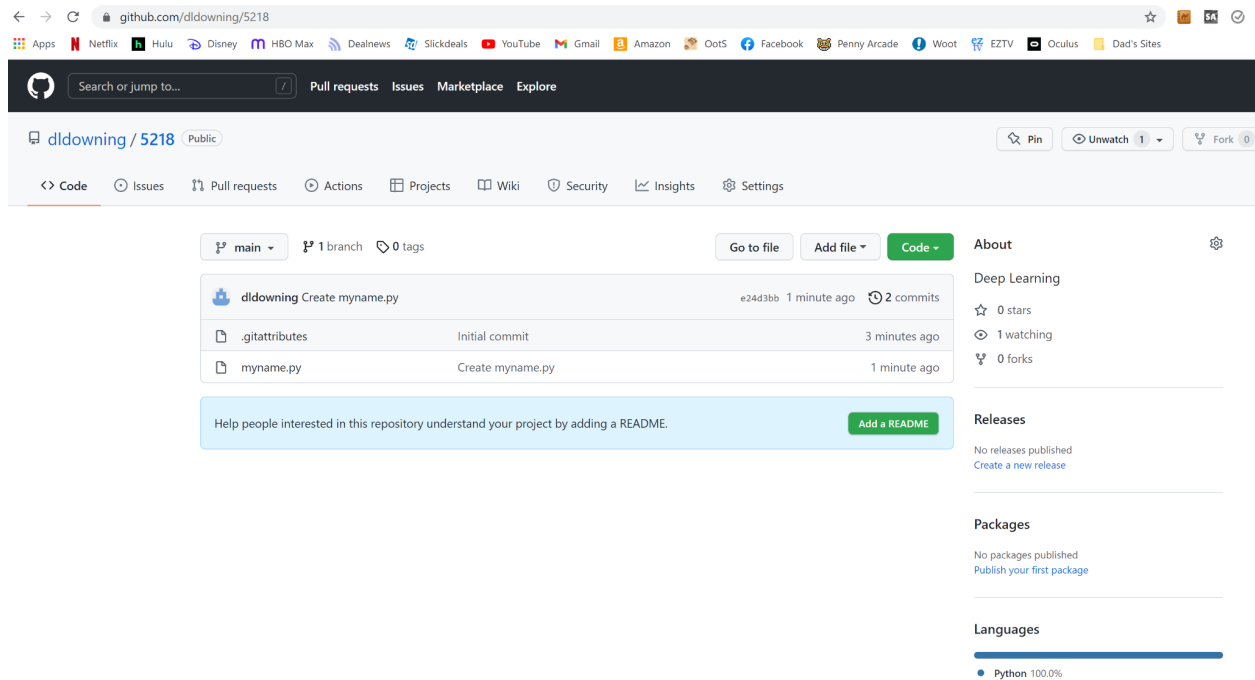 github.com/dldowning/5218
Apps Netflix h Hulu Disney HBO Max Dealnews Slickdeals YouTube Gmail a Amazon OotS Facebook Penny Arcade Woot EZTV Oculus Dad's Sites
Search or jump to... / Pull requests Issues Marketplace Explore
dldowning / 5218 Public Pin Unwatch 1 Fork 0
<> Code Issues Pull requests Actions Projects Wiki Security Insights Settings
main 1 branch 0 tags Go to file Add file Code
dldowning Create myname.py e24d3bb 1 minute ago 2 commits
.gitattributes Initial commit 3 minutes ago
myname.py Create myname.py 1 minute ago
Help people interested in this repository understand your project by adding a README. Add a README
About
Deep Learning
0 stars
1 watching
0 forks
Releases
No releases published
Create a new release
Packages
No packages published
Publish your first package
Languages
Python 100.0%